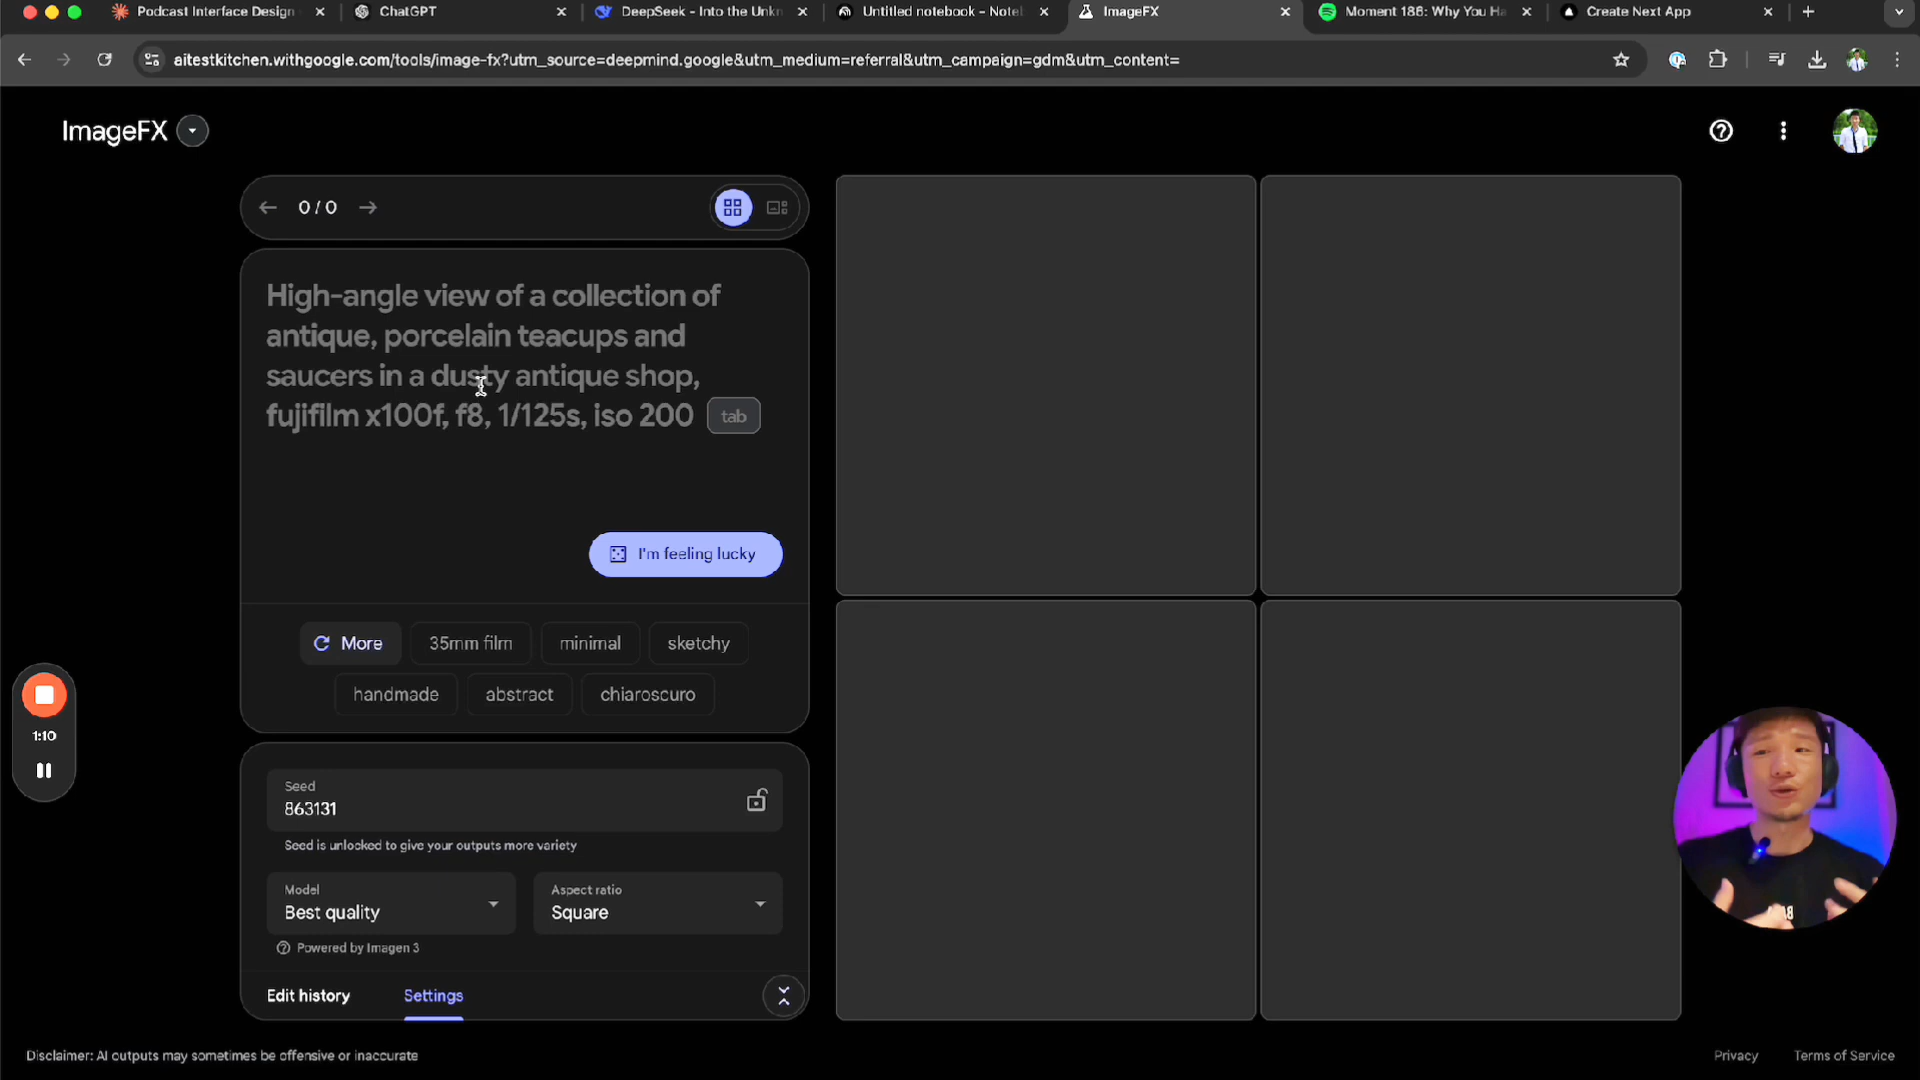 Podcast Interface Design
ChatGPT
DeepSeek - Into the Unkn
Untitled notebook - Note
ImageFX
Moment 186: Why You Ha
Create Next App
aitestkitchen.withgoogle.com/tools/image-fx?utm_source=deepmind.google&utm_medium=referral&utm_campaign=gdm&utm_content=
ImageFX
0 / 0
High-angle view of a collection of
antique, porcelain teacups and
saucers in a dusty antique shop,
fujifilm x100f, f8, 1/125s, iso 200 tab
I'm feeling lucky
More 35mm film minimal sketchy
handmade abstract chiaroscuro
1:10
Seed
863131
Seed is unlocked to give your outputs more variety
Model
Best quality
Aspect ratio
Square
Powered by Imagen 3
Edit history Settings
Disclaimer: AI outputs may sometimes be offensive or inaccurate
Privacy Terms of Service